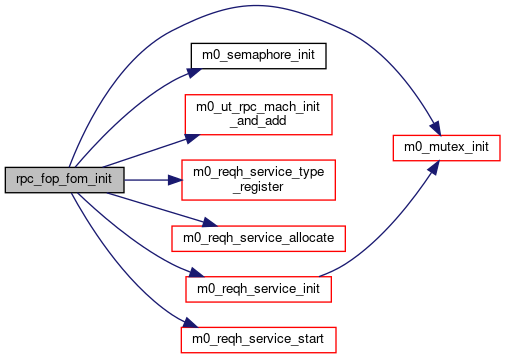 rpc_fop_fom_init
m0_semaphore_init
m0_ut_rpc_mach_init
_and_add
m0_reqh_service_type
_register
m0_reqh_service_allocate
m0_reqh_service_init
m0_reqh_service_start
m0_mutex_init